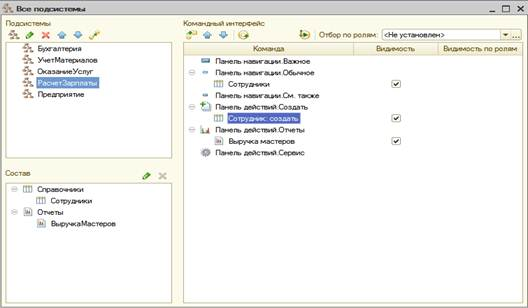 Все подсистемы
Подсистемы
Бухгалтерия
УчетМатериалов
ОказаниеУслуг
РасчетЗарплаты
Предприятие
Состав
Справочники
Сотрудники
Отчеты
ВыручкаМастеров
Командный интерфейс
Отбор по ролям: <Не установлен>
Команда Видимость Видимость по ролям
Панель навигации.Важное
Панель навигации.Обычное
Сотрудники
Панель навигации.См. также
Панель действий.Создать
Сотрудник: создать
Панель действий.Отчеты
Выручка мастеров
Панель действий.Сервис